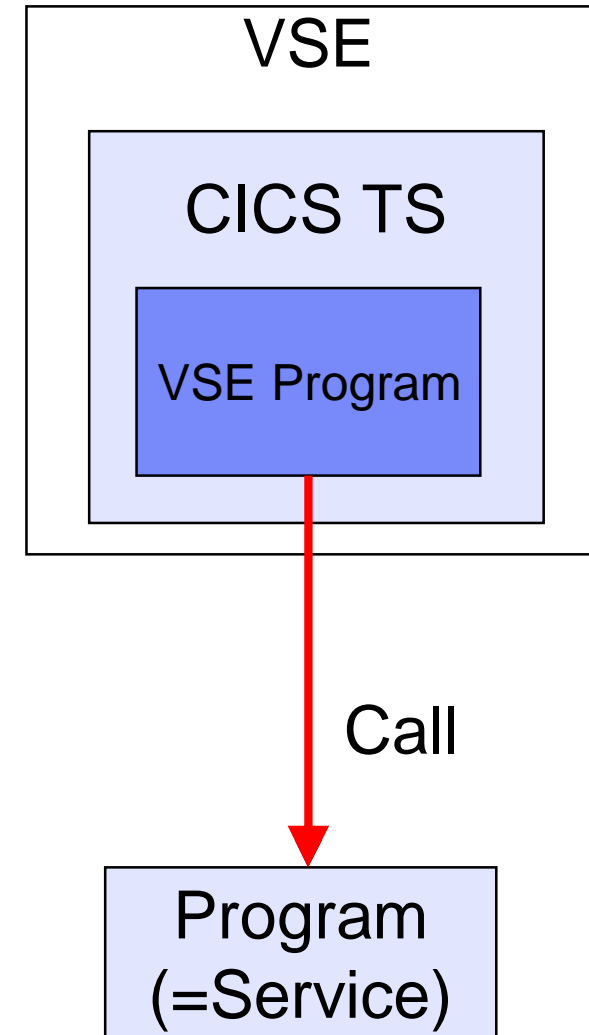 VSE
CICS TS
VSE Program
Call
Program
(=Service)